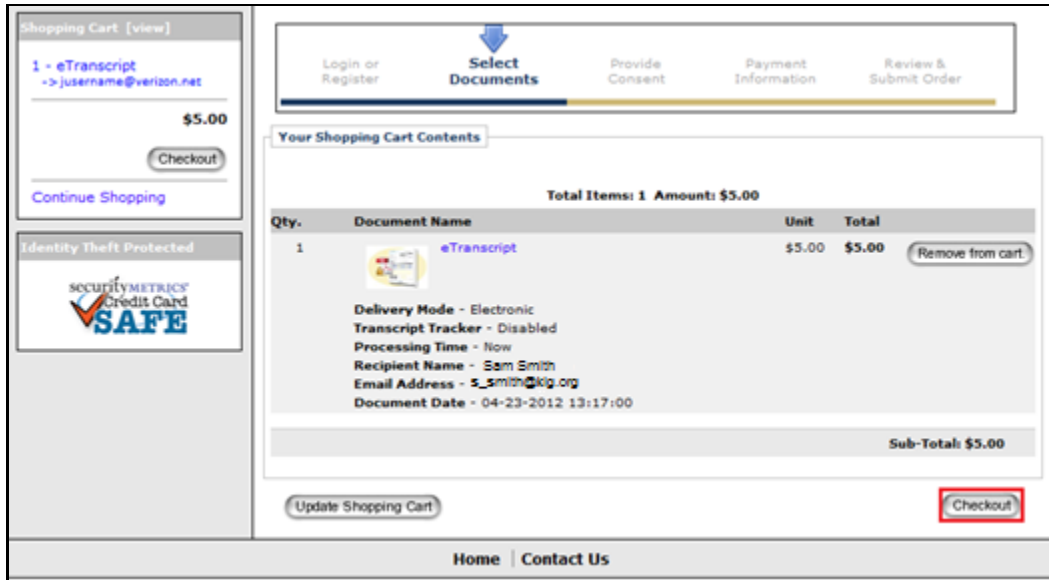 Shopping Cart [view]
1 - eTranscript
->jusername@verizon.net
$5.00
Checkout
Continue Shopping
Identity Theft Protected
securityMETRICS®
Credit Card
SAFE
Login or Register
Select Documents
Provide Consent
Payment Information
Review & Submit Order
Your Shopping Cart Contents
Total Items: 1 Amount: $5.00
Qty. Document Name Unit Total
1 eTranscript $5.00 $5.00 Remove from cart
Delivery Mode - Electronic
Transcript Tracker - Disabled
Processing Time - Now
Recipient Name - Sam Smith
Email Address - s_smith@kig.org
Document Date - 04-23-2012 13:17:00
Sub-Total: $5.00
Update Shopping Cart Checkout
Home | Contact Us